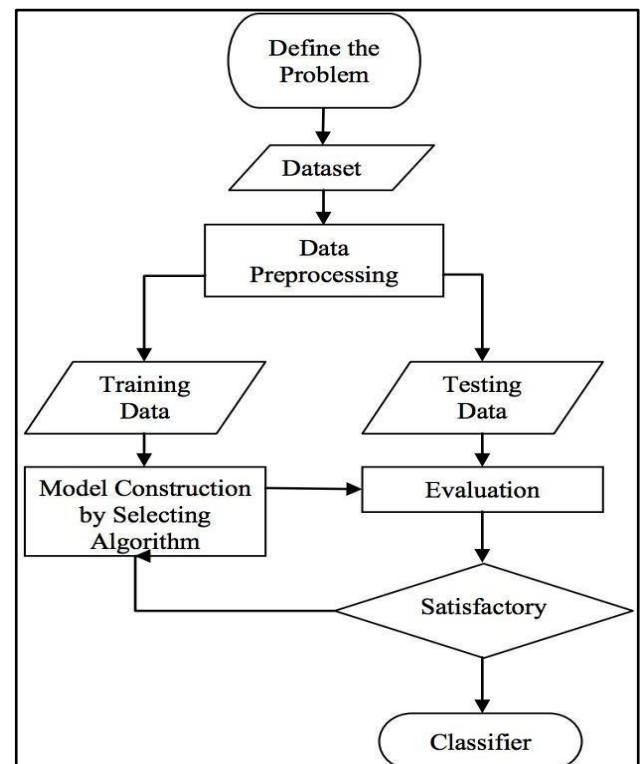 Define the
Problem
Dataset
Data
Preprocessing
Training
Data
Testing
Data
Model Construction
by Selecting
Algorithm
Evaluation
Satisfactory
Classifier